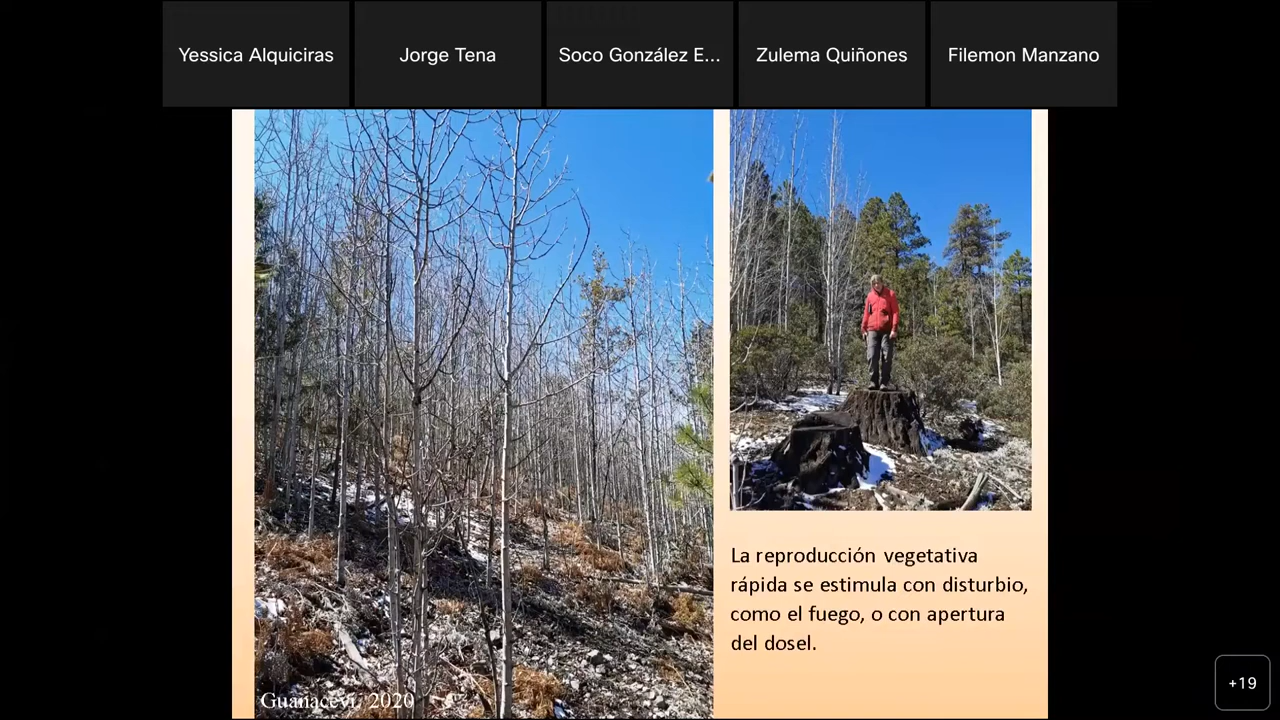 Yessica Alquiciras
Jorge Tena
Soco González E...
Zulema Quiñones
Filemon Manzano
La reproducción vegetativa
rápida se estimula con disturbio,
como el fuego, o con apertura
del dosel.
Guanaceví, 2020
+19